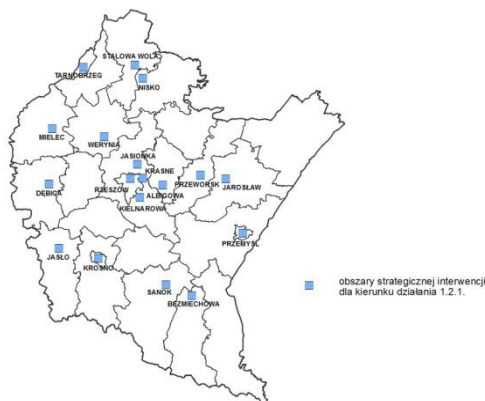 STALOWA WOLA
TARNOBRZEG
NISKO
MIELEC
WERYNIA
JASIONKA
KRASNE
RZESZÓW
PRZEWORSK
JAROSŁAW
DĘBICA
ALBIGOWA
KIELNAROWA
PRZEMYŚL
JASŁO
KROSNO
SANOK
BEZMIECHOWA
obszary strategicznej interwencji
dla kierunku działania 1.2.1.